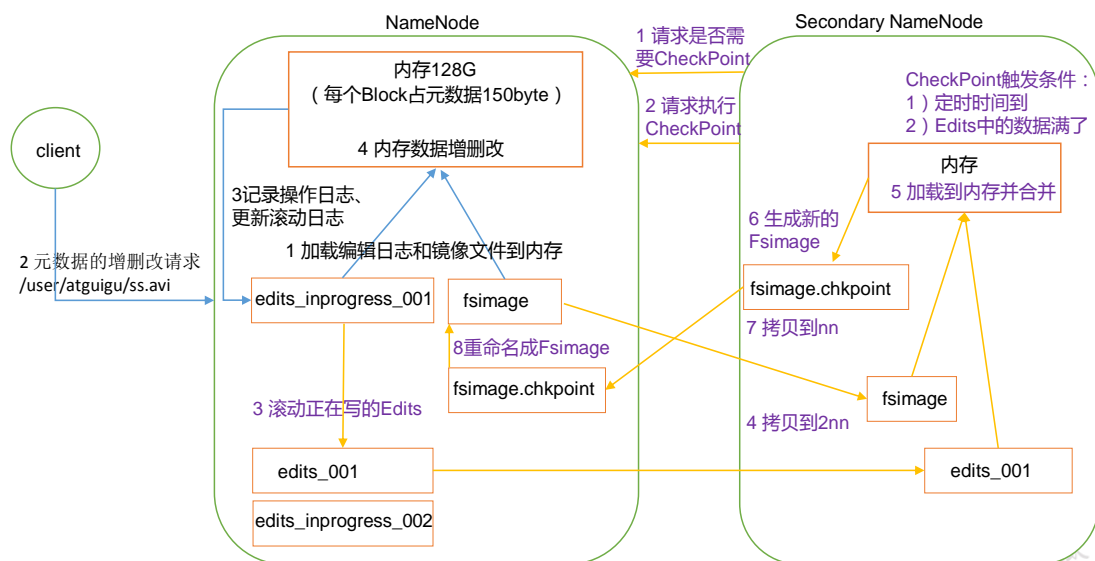 NameNode
Secondary NameNode
1 请求是否需
要CheckPoint
2 请求执行
CheckPoint
内存128G
（每个Block占元数据150byte）
4 内存数据增删改
CheckPoint触发条件：
1）定时时间到
2）Edits中的数据满了
client
3记录操作日志、
更新滚动日志
内存
5 加载到内存并合并
1 加载编辑日志和镜像文件到内存
6 生成新的
Fsimage
2 元数据的增删改请求
/user/atguigu/ss.avi
edits_inprogress_001
fsimage
fsimage.chkpoint
7 拷贝到nn
8重命名成Fsimage
fsimage.chkpoint
fsimage
3 滚动正在写的Edits
4 拷贝到2nn
edits_001
edits_001
edits_inprogress_002